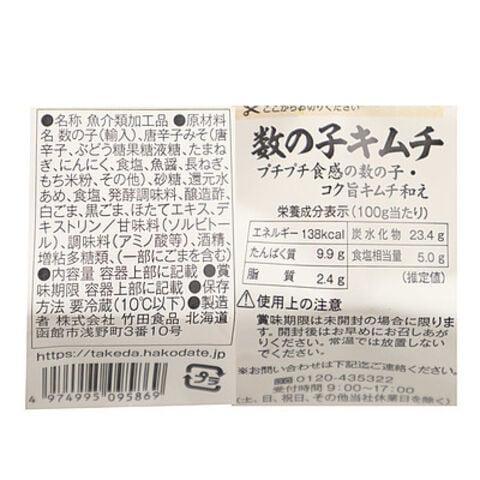 ●名称 魚介類加工品 ●原材料
名 数の子(輸入)、唐辛子みそ(唐
辛子、ぶどう糖果糖液糖、たまね
ぎ、にんにく、食塩、魚醤、長ねぎ、
もち米粉、その他)、砂糖、還元水
あめ、食塩、発酵調味料、醸造酢、
白ごま、黒ごま、ほたてエキス、デ
キストリン/甘味料(ソルビトー
ル)、調味料(アミノ酸等)、酒精、
増粘多糖類、(一部にごまを含む)
●内容量 容器上部に記載 ●賞
味期限 容器上部に記載 ●保存
方法 要冷蔵(10℃以下) ●製造
者 株式会社 竹田食品 北海道
函館市浅野町3番10号
https://takeda.hakodate.jp/
プラ
4 974995 095869
ここからお切りください
数の子キムチ
プチプチ食感の数の子・
コク旨キムチ和え
栄養成分表示(100g当たり)
エネルギー 138kcal 炭水化物 23.4g
たんぱく質 9.9g 食塩相当量 5.0g
脂質 2.4g (推定値)
使用上の注意
賞味期限は未開封の場合に限りま
す。開封後はお早めにお召しあが
りください。常温では放置しない
でください。
※お問い合わせは下記迄ご連絡ください。
0120-435322
受付時間 9:00〜17:00
(土、日、祝日、その他当社休業日を除く)